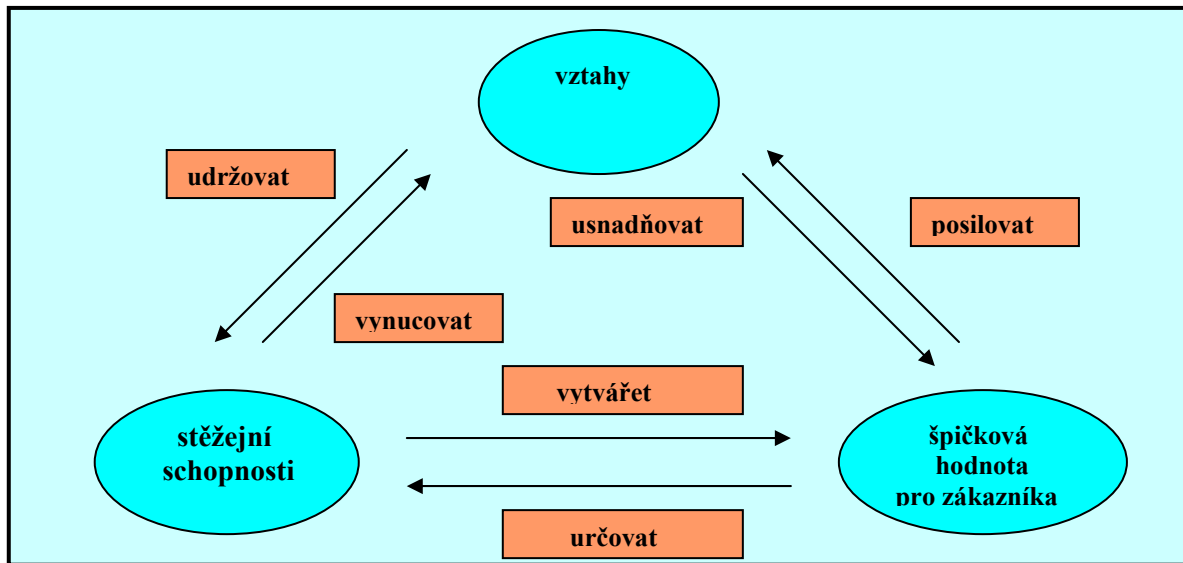 vztahy
udržovat
usnadňovat
posilovat
vynucovat
vytvářet
stěžejní
schopnosti
špičková
hodnota
pro zákazníka
určovat